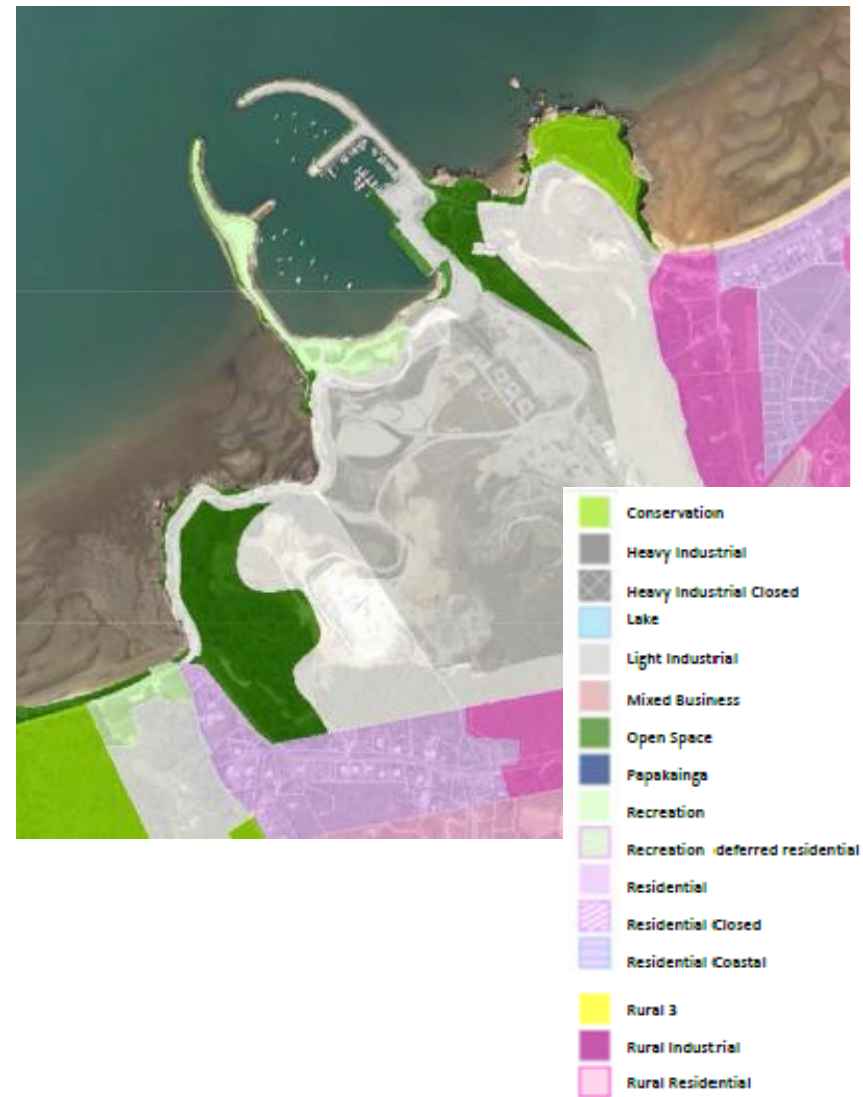 Conservation
Heavy Industrial
Heavy Industrial Closed
Lake
Light Industrial
Mixed Business
Open Space
Papakainga
Recreation
Recreation deferred residential
Residential
Residential Closed
Residential Coastal
Rural 3
Rural Industrial
Rural Residential